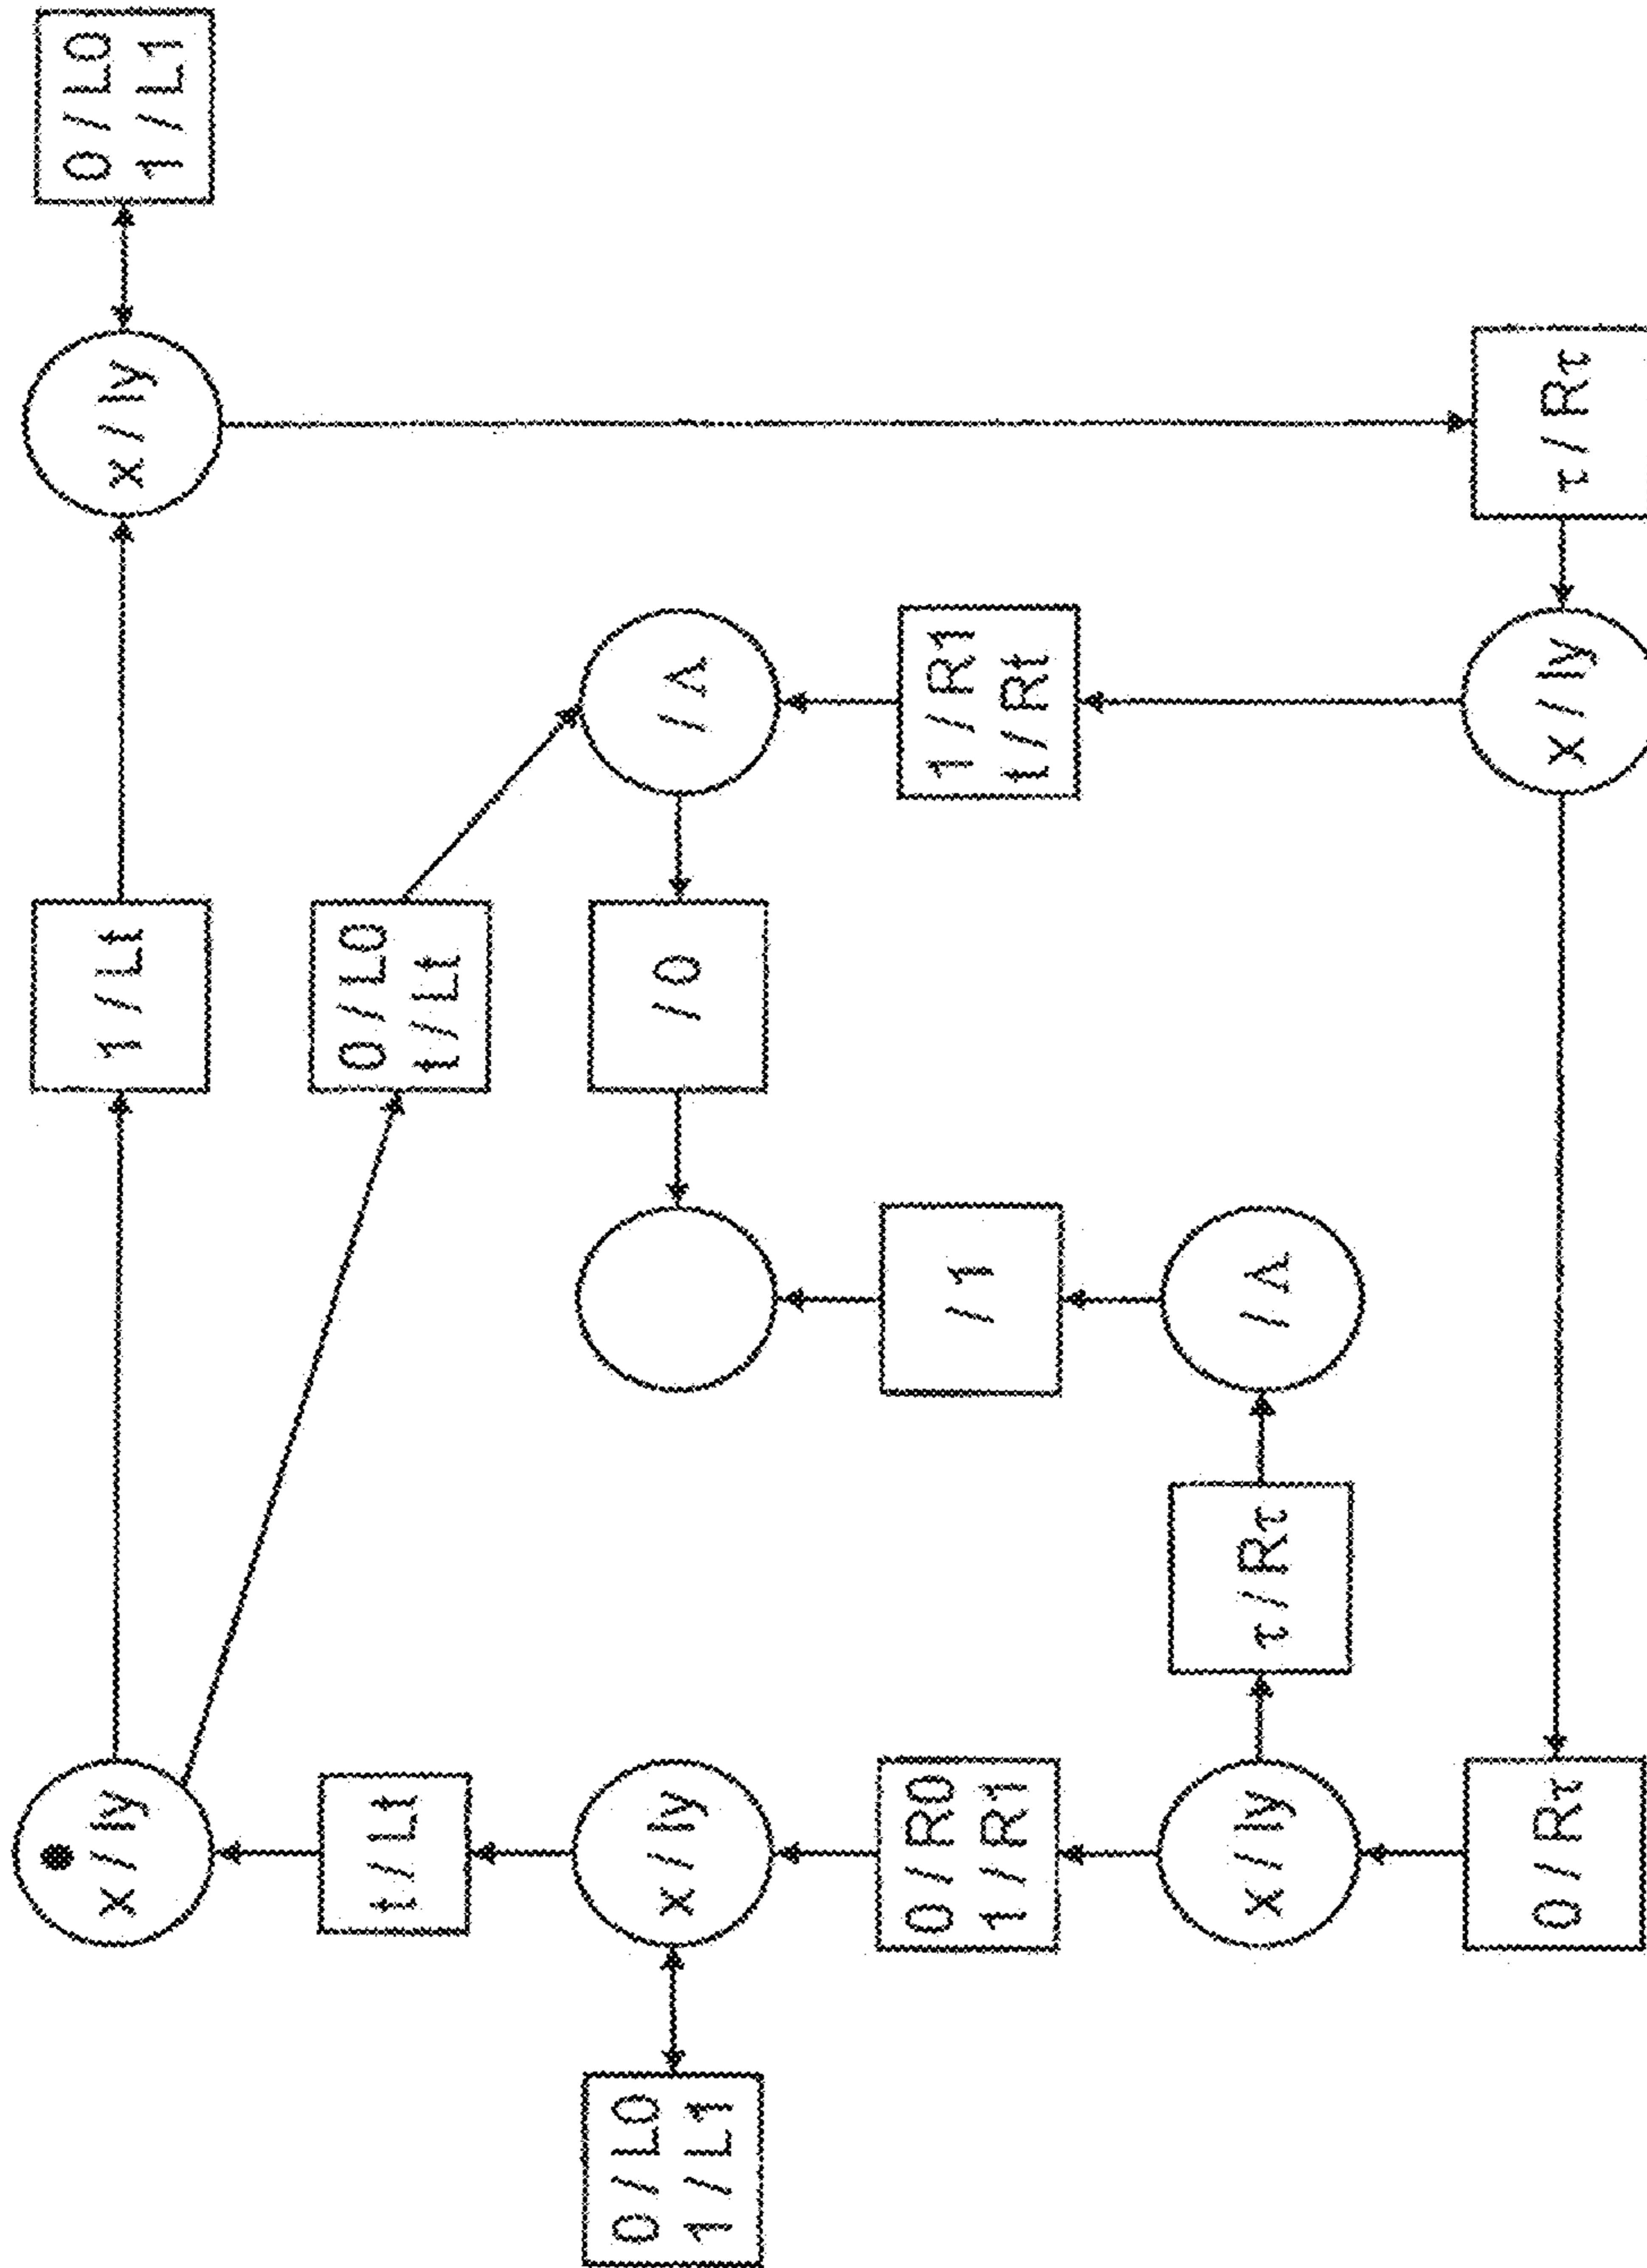 x / ly
1 / Lt
x / ly
0 / L0
1 / L1
t / Lt
0 / L0
t / Lt
0 / L0
1 / L1
x / ly
/ 0
/ Λ
0 / R0
1 / R1
/ 1
1 / R1
t / Rt
x / ly
τ / Rτ
/ Λ
0 / Rτ
x / ly
τ / Rτ